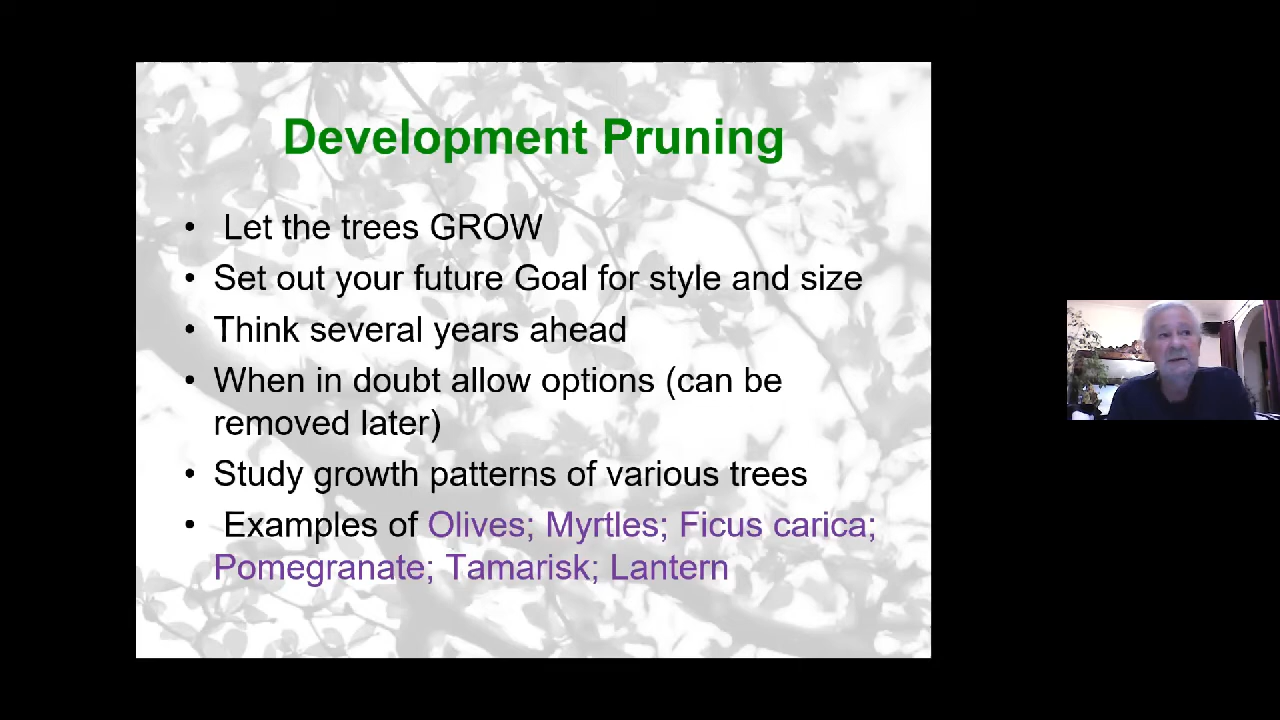 Development Pruning
• Let the trees GROW
• Set out your future Goal for style and size
• Think several years ahead
• When in doubt allow options (can be
removed later)
• Study growth patterns of various trees
• Examples of Olives; Myrtles; Ficus carica;
Pomegranate; Tamarisk; Lantern